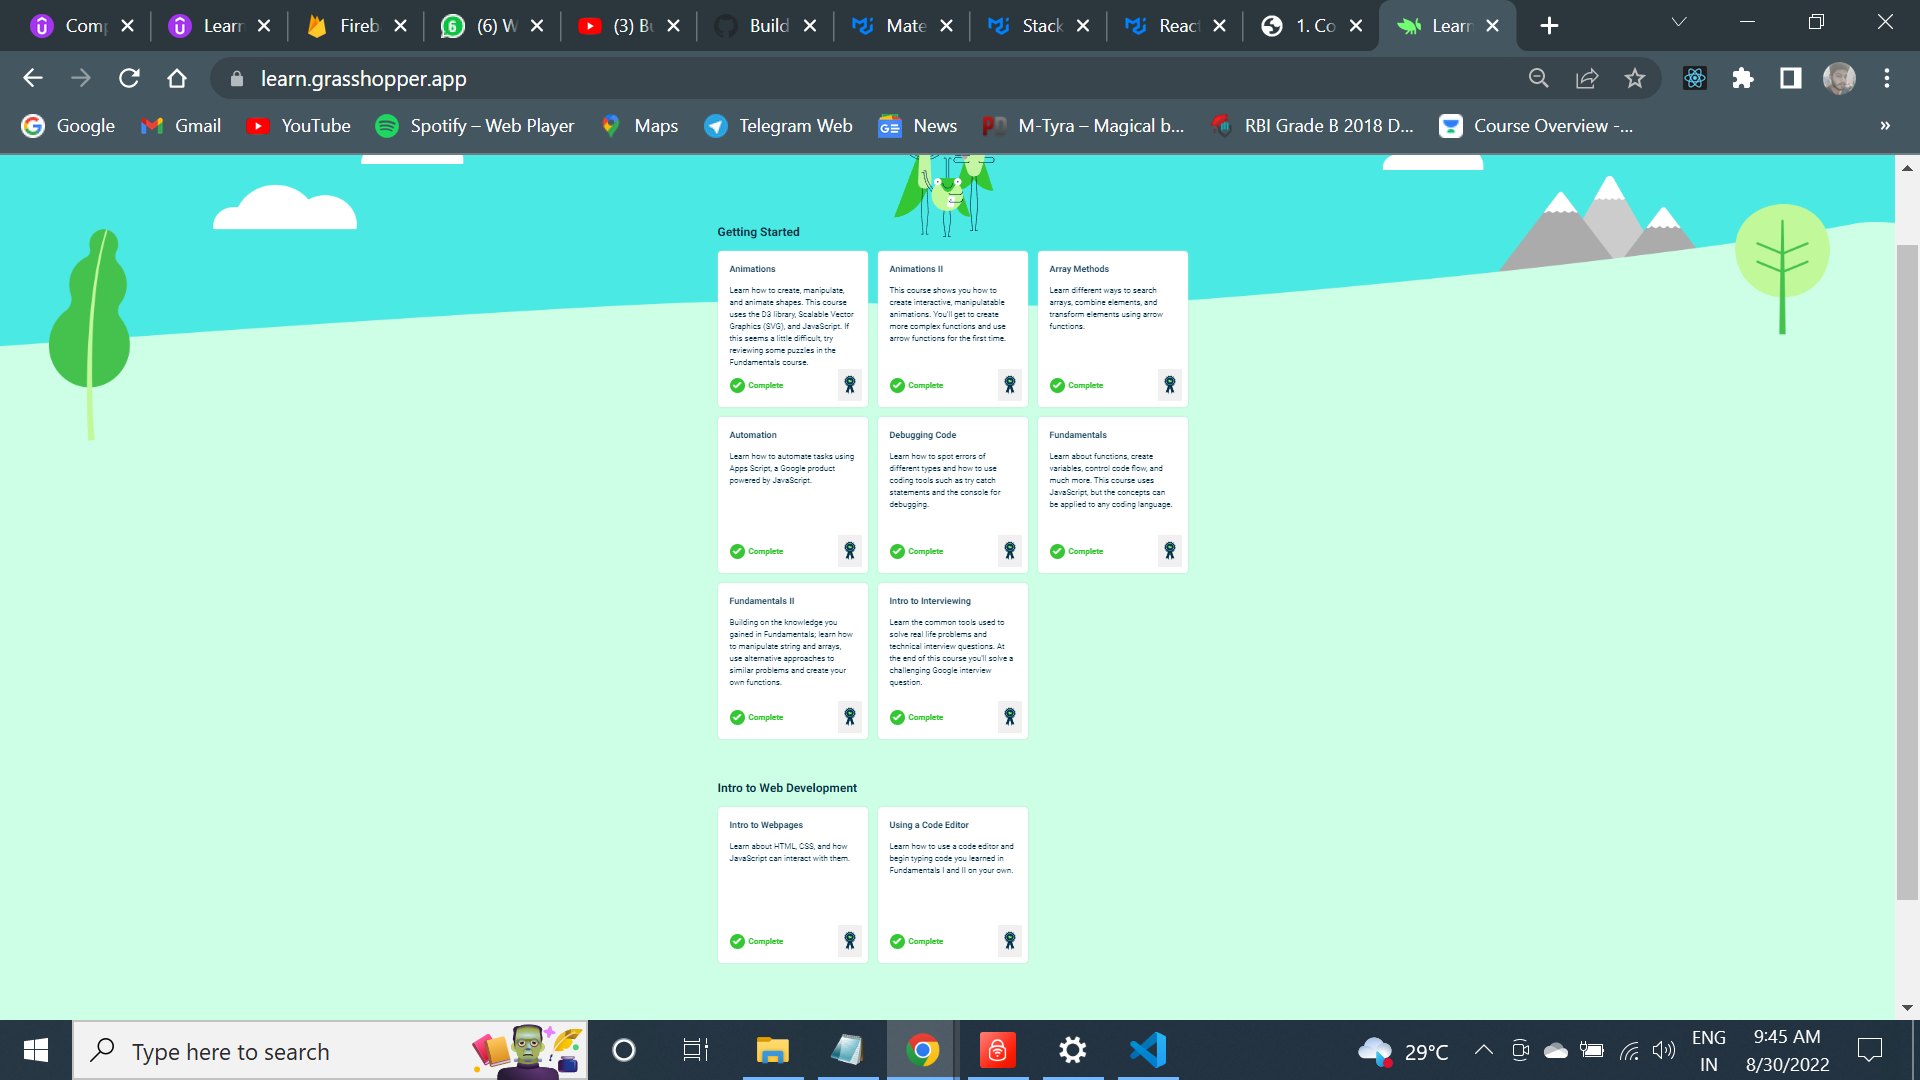 Comp
Learn
Fireb
(6) W
(3) Bu
Build
Mate
Stack
React
1. Co
Learn
learn.grasshopper.app
Google
Gmail
YouTube
Spotify – Web Player
Maps
Telegram Web
News
M-Tyra – Magical b...
RBI Grade B 2018 D...
Course Overview -...
»
Getting Started
Animations
Learn how to create, manipulate,
and animate shapes. This course
uses the D3 library, Scalable Vector
Graphics (SVG), and JavaScript. If
this seems a little difficult, try
reviewing some puzzles in the
Fundamentals course.
Complete
Animations II
This course shows you how to
create interactive, manipulatable
animations. You'll get to create
more complex functions and use
arrow functions for the first time.
Complete
Array Methods
Learn different ways to search
arrays, combine elements, and
transform elements using arrow
functions.
Complete
Automation
Learn how to automate tasks using
Apps Script, a Google product
powered by JavaScript.
Complete
Debugging Code
Learn how to spot errors of
different types and how to use
coding tools such as try catch
statements and the console for
debugging.
Complete
Fundamentals
Learn about functions, create
variables, control code flow, and
much more. This course uses
JavaScript, but the concepts can
be applied to any coding language.
Complete
Fundamentals II
Building on the knowledge you
gained in Fundamentals; learn how
to manipulate string and arrays,
use alternative approaches to
similar problems and create your
own functions.
Complete
Intro to Interviewing
Learn the common tools used to
solve real life problems and
technical interview questions. At
the end of this course you'll solve a
challenging Google interview
question.
Complete
Intro to Web Development
Intro to Webpages
Learn about HTML, CSS, and how
JavaScript can interact with them.
Complete
Using a Code Editor
Learn how to use a code editor and
begin typing code you learned in
Fundamentals I and II on your own.
Complete
Type here to search
29°C
ENG
IN
9:45 AM
8/30/2022